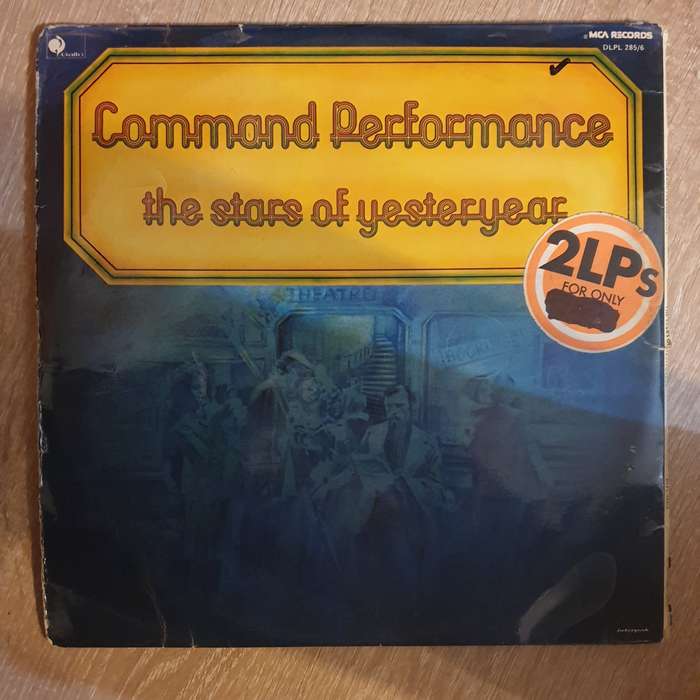 MCA RECORDS
DLPL 285/6
Command Performance
the stars of yesteryear
2LPs
FOR ONLY
THEATRE